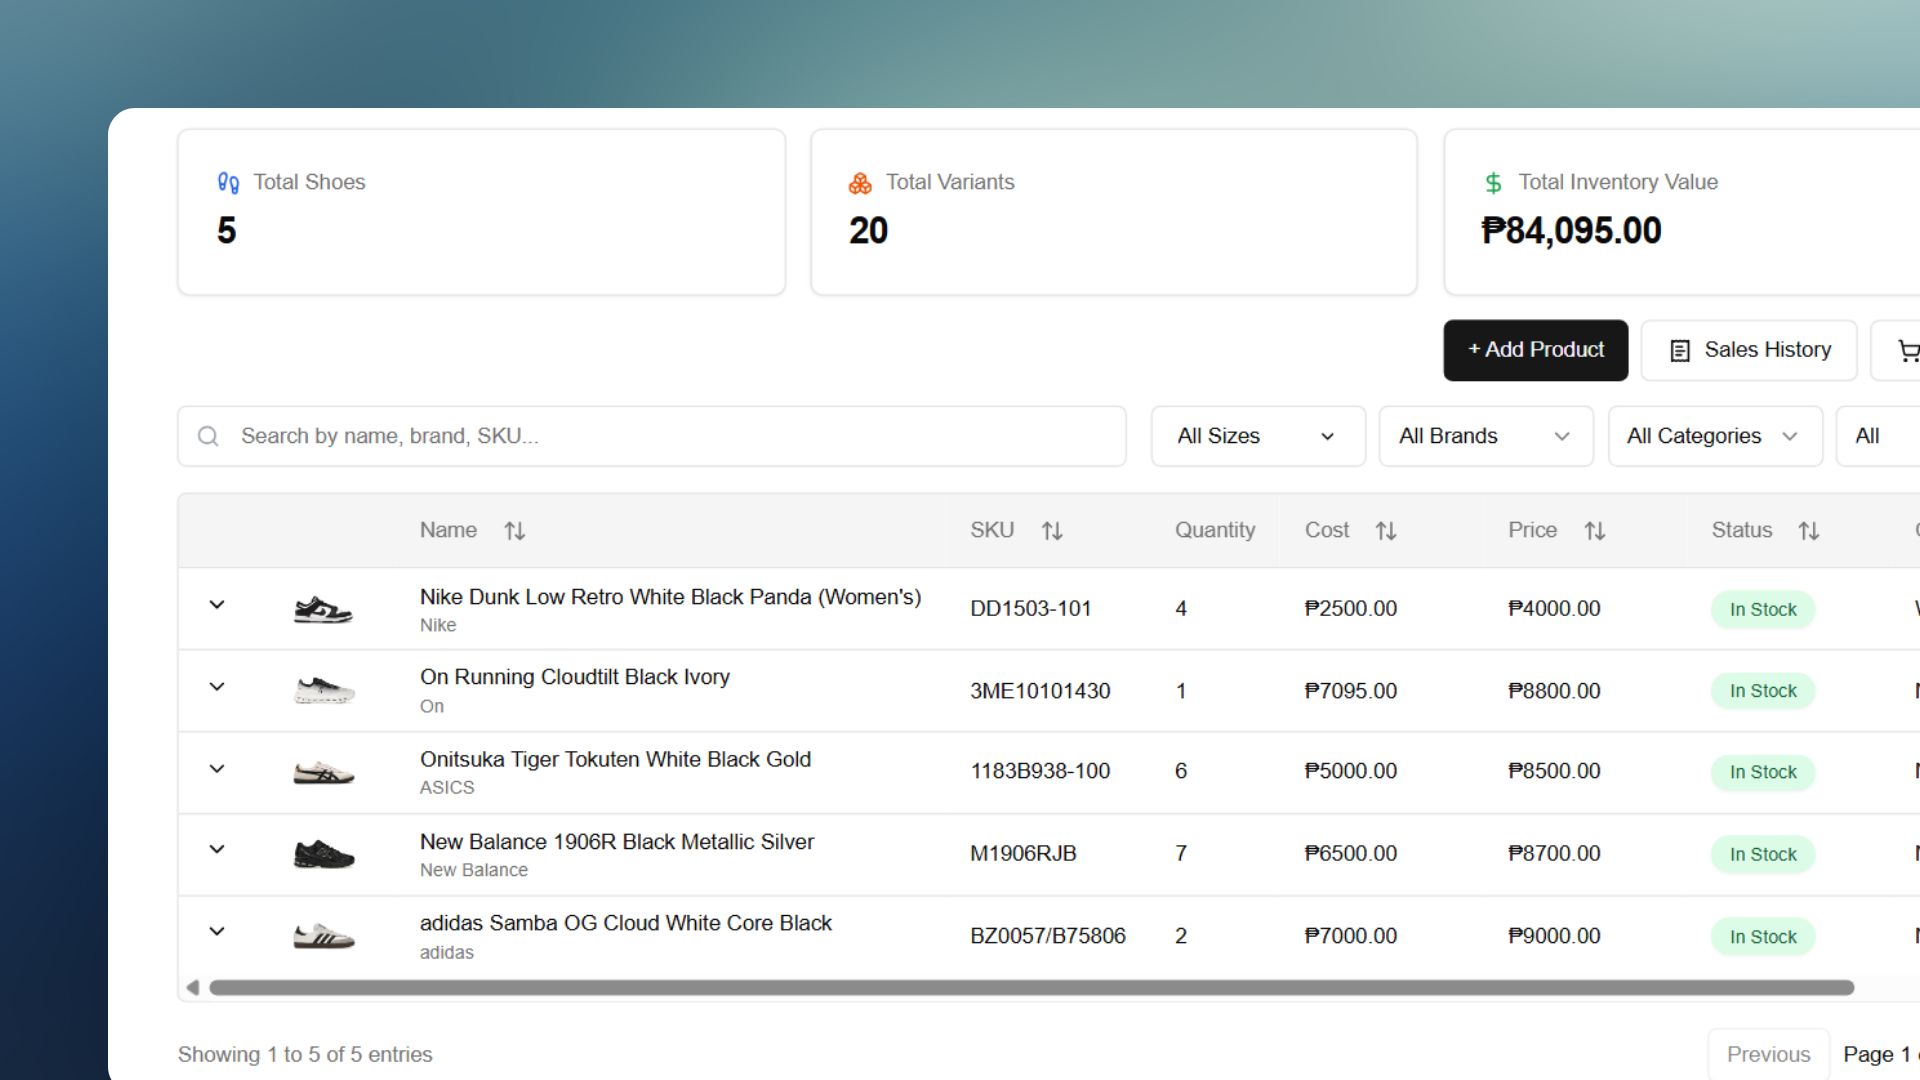 Total Shoes
5
Total Variants
20
Total Inventory Value
₱84,095.00
+ Add Product
Sales History
Search by name, brand, SKU...
All Sizes
All Brands
All Categories
All
Name SKU Quantity Cost Price Status
Nike Dunk Low Retro White Black Panda (Women's)
Nike
DD1503-101 4 ₱2500.00 ₱4000.00 In Stock
On Running Cloudtilt Black Ivory
On
3ME10101430 1 ₱7095.00 ₱8800.00 In Stock
Onitsuka Tiger Tokuten White Black Gold
ASICS
1183B938-100 6 ₱5000.00 ₱8500.00 In Stock
New Balance 1906R Black Metallic Silver
New Balance
M1906RJB 7 ₱6500.00 ₱8700.00 In Stock
adidas Samba OG Cloud White Core Black
adidas
BZ0057/B75806 2 ₱7000.00 ₱9000.00 In Stock
Showing 1 to 5 of 5 entries
Previous
Page 1